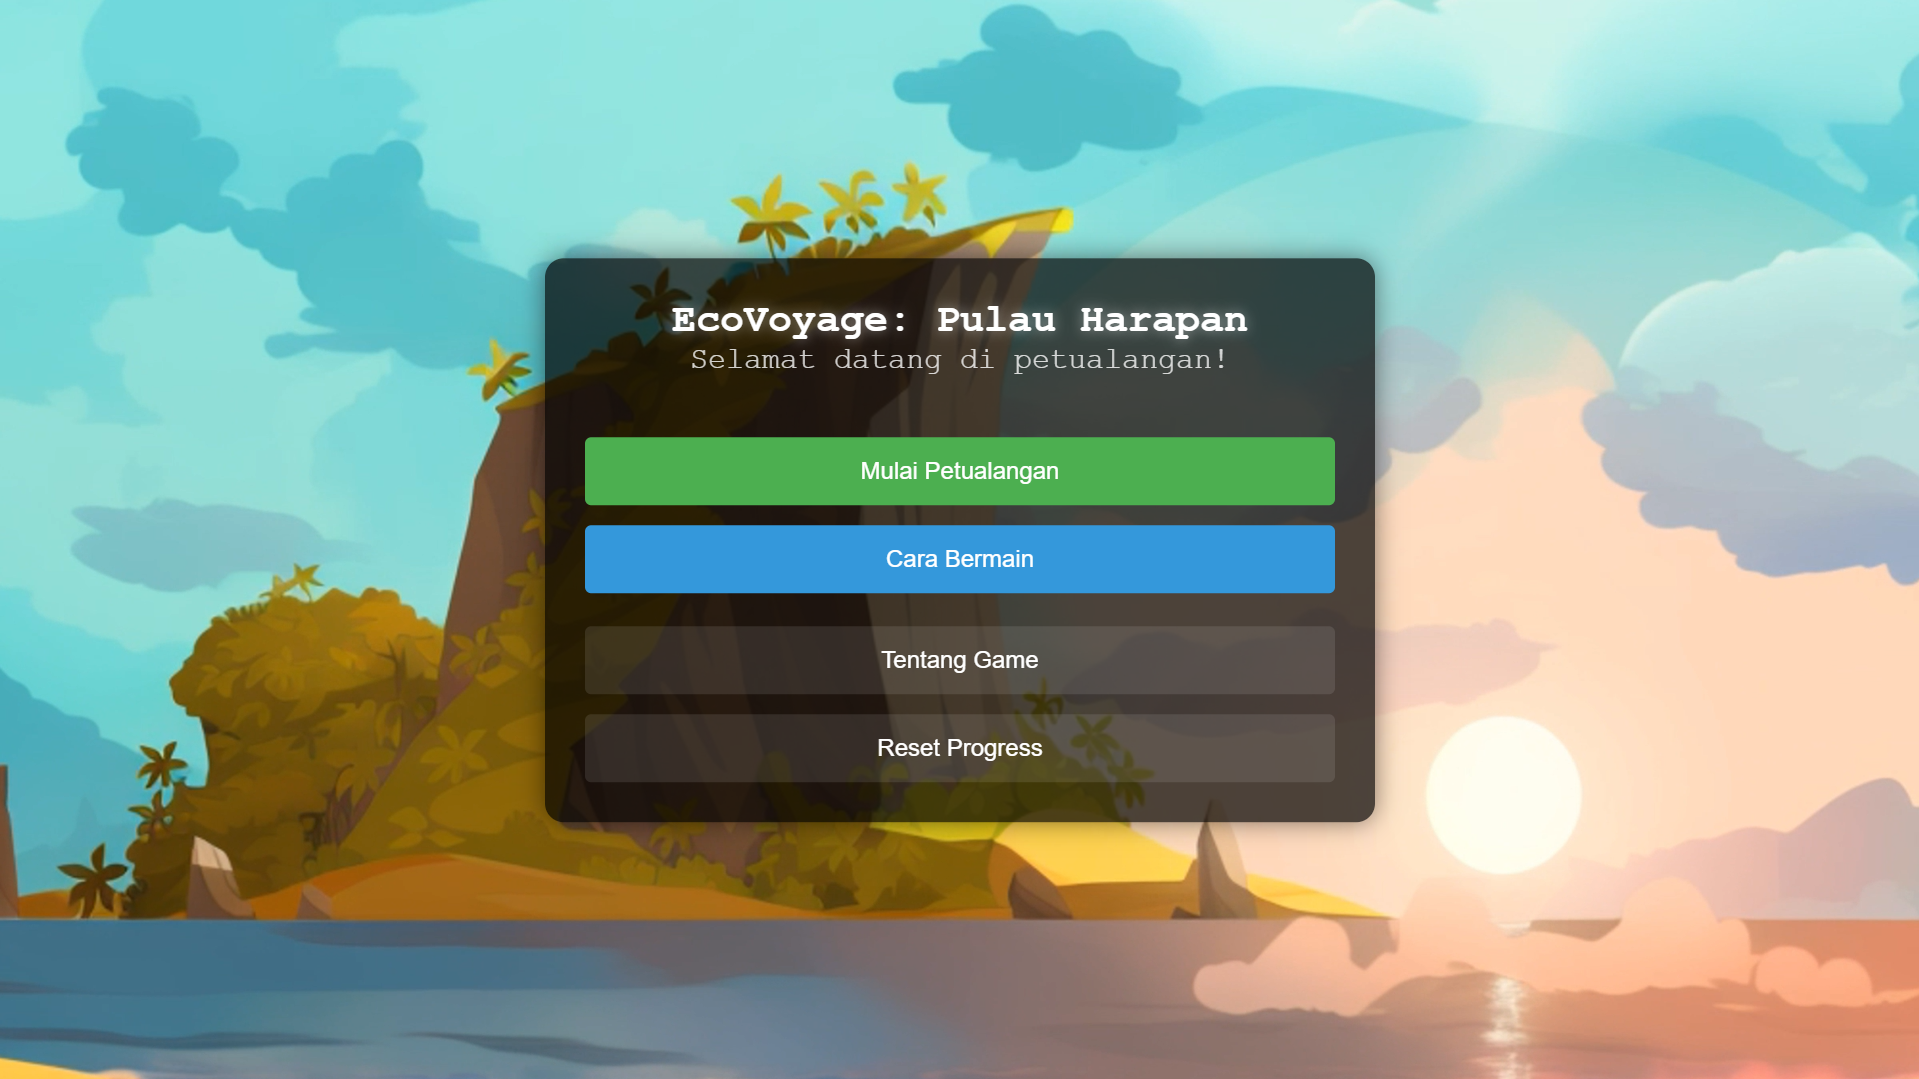 EcoVoyage: Pulau Harapan
Selamat datang di petualangan!
Mulai Petualangan
Cara Bermain
Tentang Game
Reset Progress